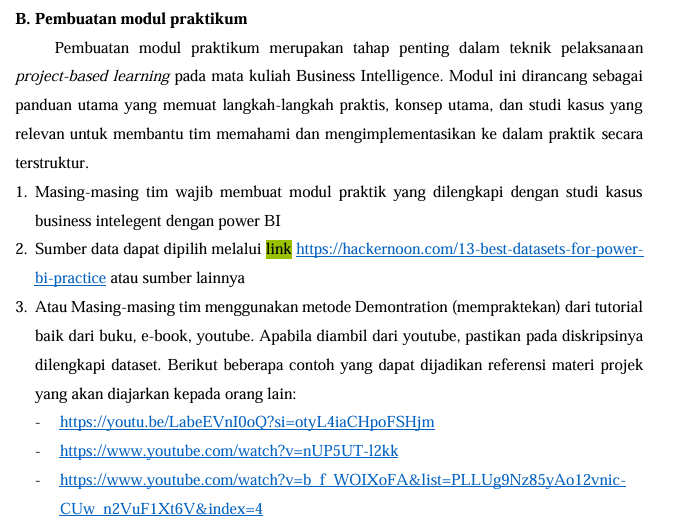 B. Pembuatan modul praktikum
Pembuatan modul praktikum merupakan tahap penting dalam teknik pelaksanaan
project-based learning pada mata kuliah Business Intelligence. Modul ini dirancang sebagai
panduan utama yang memuat langkah-langkah praktis, konsep utama, dan studi kasus yang
relevan untuk membantu tim memahami dan mengimplementasikan ke dalam praktik secara
terstruktur.
1. Masing-masing tim wajib membuat modul praktik yang dilengkapi dengan studi kasus
business intelegent dengan power BI
2. Sumber data dapat dipilih melalui link https://hackernoon.com/13-best-datasets-for-power-
bi-practice atau sumber lainnya
3. Atau Masing-masing tim menggunakan metode Demontration (mempraktekan) dari tutorial
baik dari buku, e-book, youtube. Apabila diambil dari youtube, pastikan pada diskripsinya
dilengkapi dataset. Berikut beberapa contoh yang dapat dijadikan referensi materi projek
yang akan diajarkan kepada orang lain:
- https://youtu.be/LabeEVnI0oQ?si=otyL4iaCHpoFSHjm
- https://www.youtube.com/watch?v=nUP5UT-l2kk
- https://www.youtube.com/watch?v=b_f_WOIXoFA&list=PLLUg9Nz85yAo12vnic-
CUw_n2VuF1Xt6V&index=4